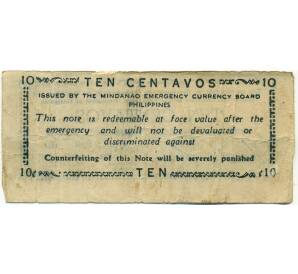 10 TEN CENTAVOS 10
ISSUED BY THE MINDANAO EMERGENCY CURRENCY BOARD
PHILIPPINES
This note is redeemable at face value after the
emergency and will not be devaluated or
discriminated against
Counterfeiting of this Note will be severely punished
10¢ TEN ¢10